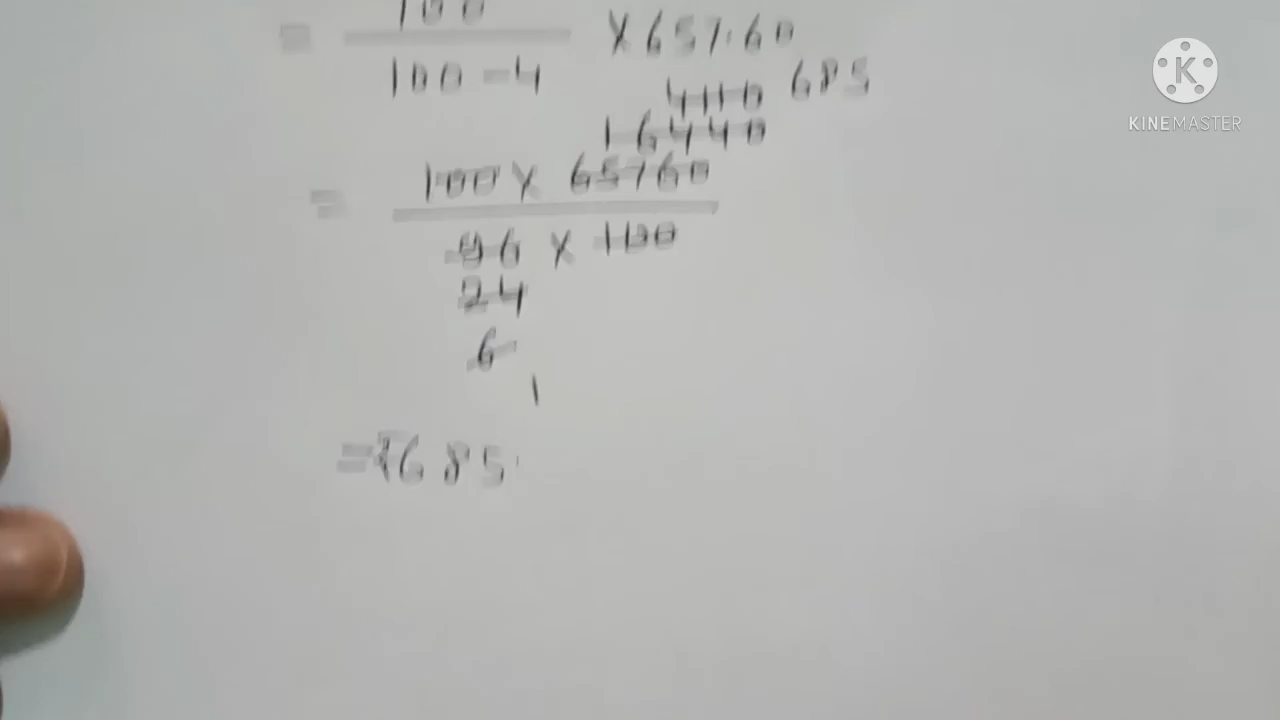 = 100
100 - 4 × 657.60
4110 685
16440
= 100 × 65760
96 × 100
24
6
1
= ₹685.
KINEMASTER